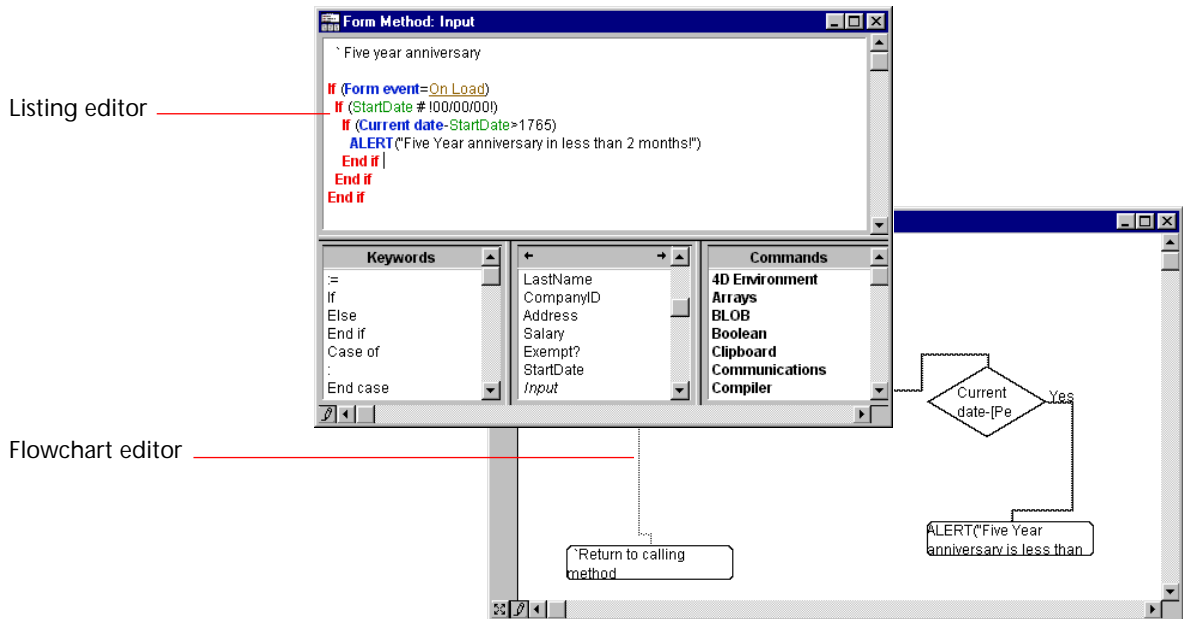 Form Method: Input
` Five year anniversary
If (Form event=On Load)
If (StartDate # !00/00/00!)
If (Current date-StartDate>1765)
ALERT("Five Year anniversary in less than 2 months!")
End if
End if
End if
Listing editor
Keywords
:=
If
Else
End if
Case of
:
End case
LastName
CompanyID
Address
Salary
Exempt?
StartDate
Input
Commands
4D Environment
Arrays
BLOB
Boolean
Clipboard
Communications
Compiler
Flowchart editor
Current
date-[Pe
Yes
ALERT("Five Year
anniversary is less than
`Return to calling
method